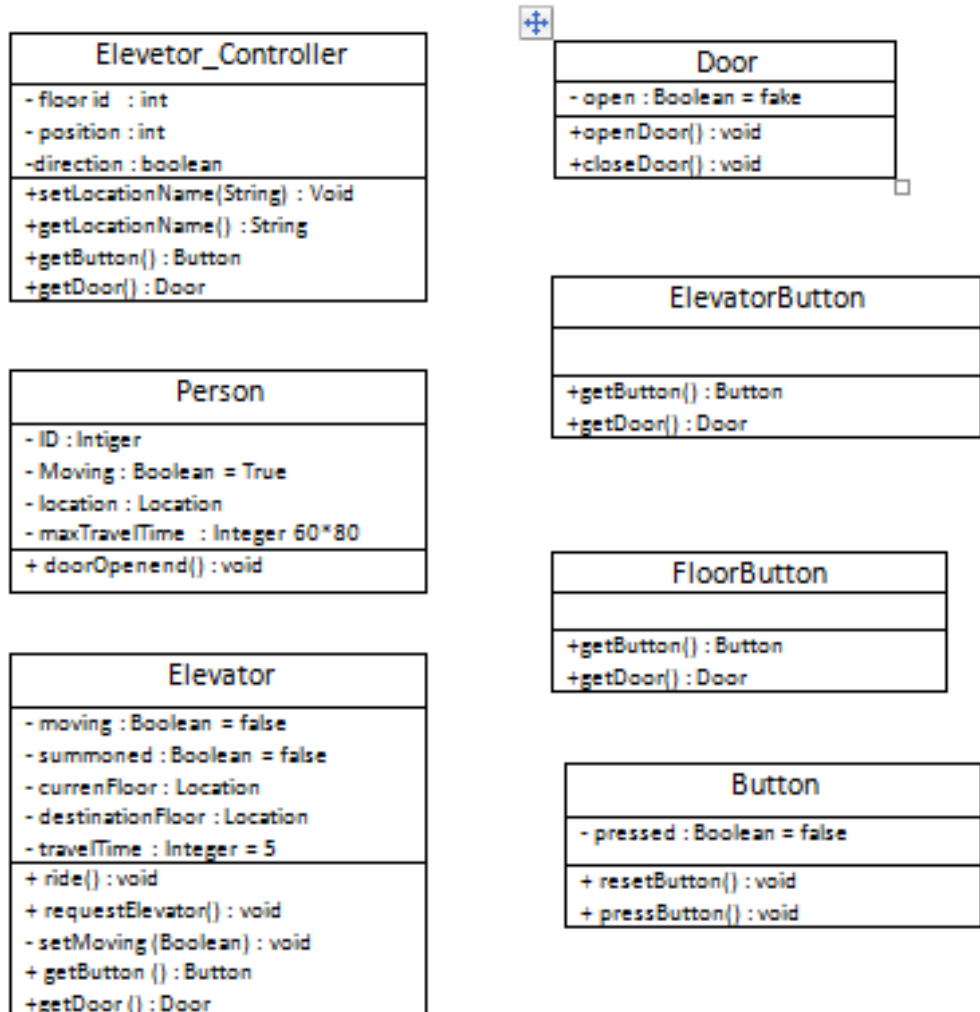 Elevetor_Controller
- floor id : int
- position : int
-direction : boolean
+setLocationName(String) : Void
+getLocationName() : String
+getButton() : Button
+getDoor() : Door
Person
- ID : Intiger
- Moving : Boolean = True
- location : Location
- maxTravelTime : Integer 60*80
+ doorOpenend() : void
Elevator
- moving : Boolean = false
- summoned : Boolean = false
- currenFloor : Location
- destinationFloor : Location
- travelTime : Integer = 5
+ ride() : void
+ requestElevator() : void
- setMoving (Boolean) : void
+ getButton () : Button
+getDoor () : Door
Door
- open : Boolean = fake
+openDoor() : void
+closeDoor() : void
ElevatorButton
+getButton() : Button
+getDoor() : Door
FloorButton
+getButton() : Button
+getDoor() : Door
Button
- pressed : Boolean = false
+ resetButton() : void
+ pressButton() : void